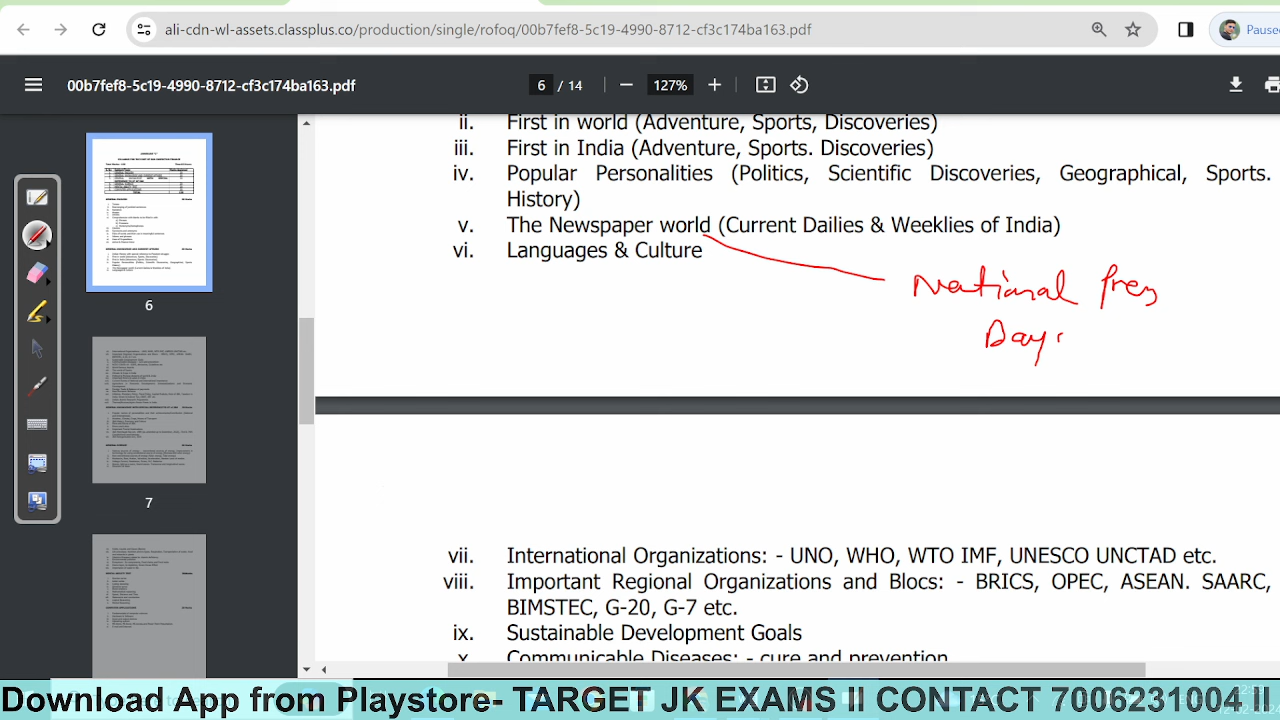 ali-cdn-wl-assets.classplus.co/production/single/rofoq/00b7fef8-5c19-4990-8712-cf3c174ba163.pdf
Paused
00b7fef8-5c19-4990-8712-cf3c174ba163.pdf
6 / 14
127%
ii. First in world (Adventure, Sports, Discoveries)
iii. First in India (Adventure, Sports. Discoveries)
iv. Popular Personalities (Politics, Scientific Discoveries, Geographical, Sports.
History)
v. The Newspaper world (Current Dailies & Weeklies of India)
vi. Languages & Culture
National Press
Day
6
7
vii. International Organizations: - UNO, WHO, WTO IMF, UNESCO UNCTAD etc.
viii. Important Regional Organizations and Blocs: - BRICS, OPEC, ASEAN. SAARC,
BIMSTEC, G-20, G-7 etc.
ix. Sustainable Development Goals
x. Communicable Diseases: - cure and prevention
Download App from Playstore- TARGET JK EXAMS II CONTACT 7006231004 II